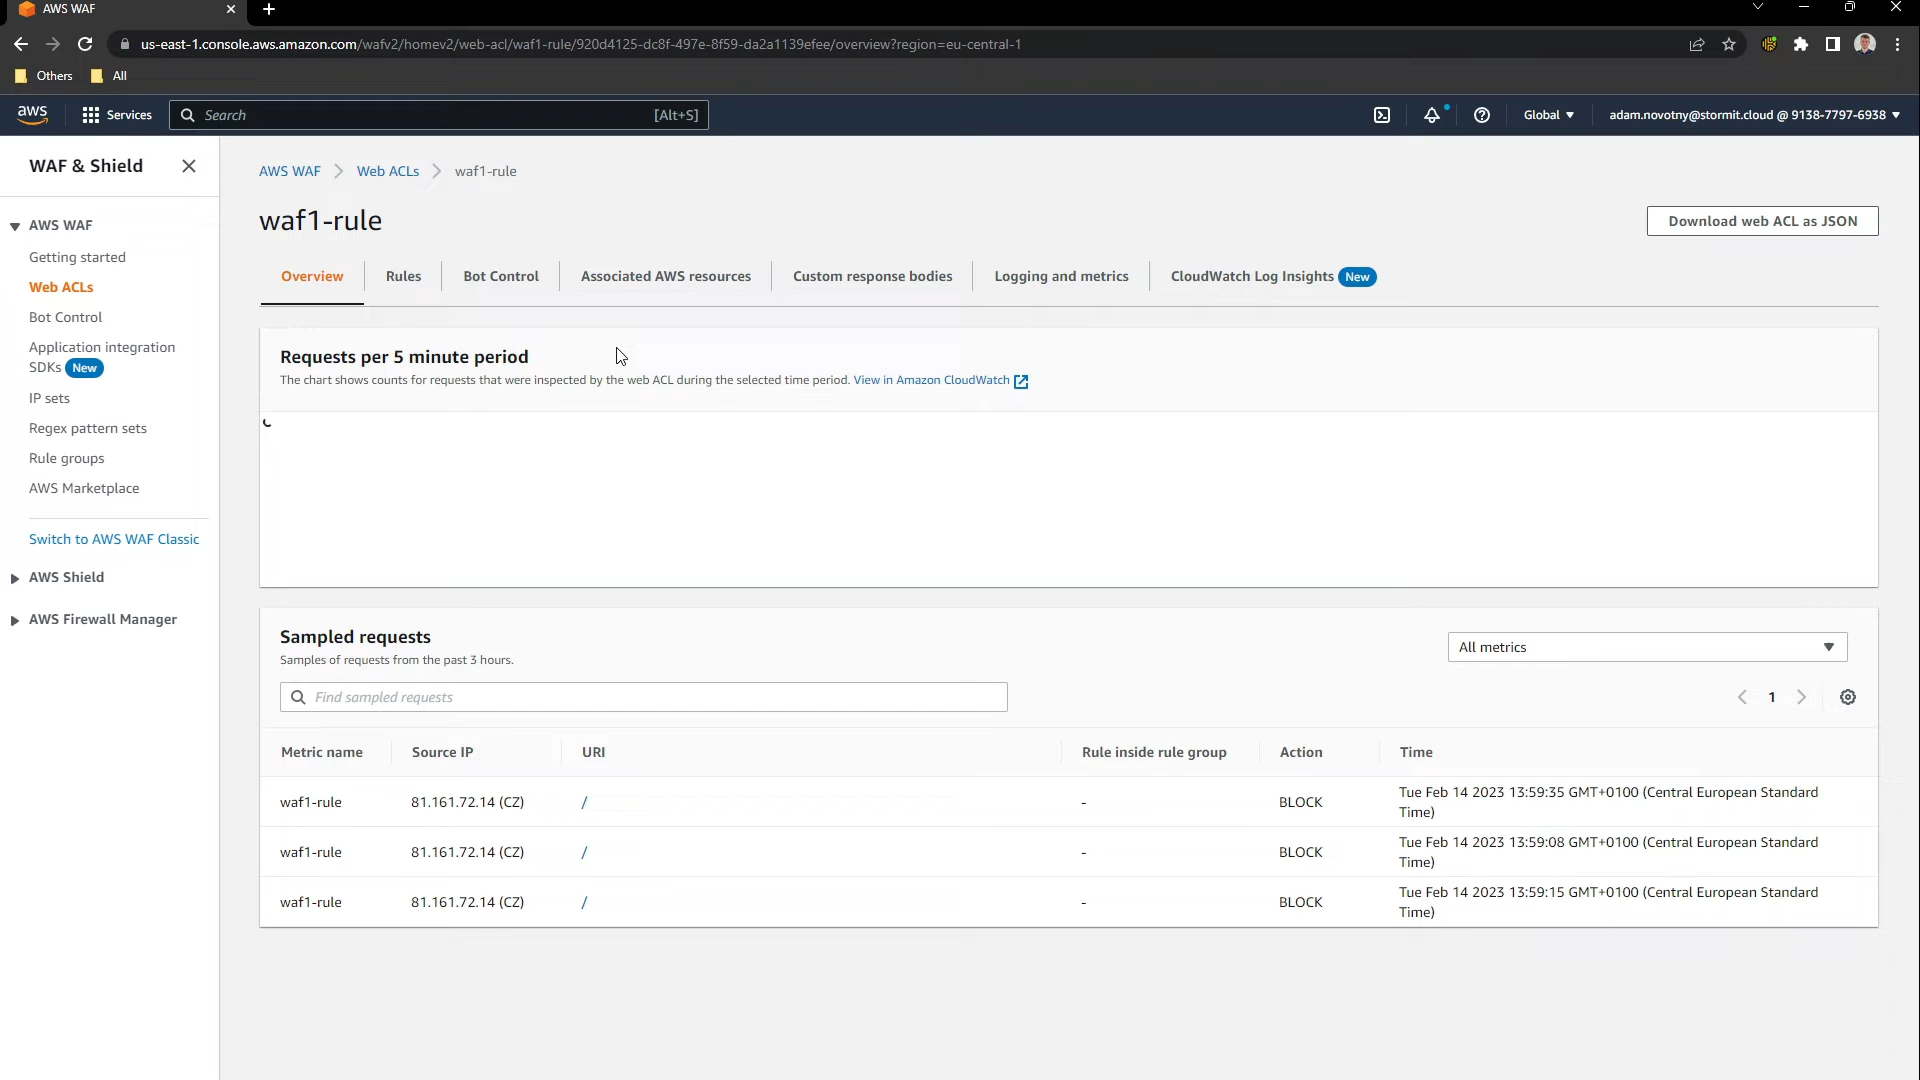 AWS WAF
us-east-1.console.aws.amazon.com/wafv2/homev2/web-acl/waf1-rule/920d4125-dc8f-497e-8f59-da2a1139efee/overview?region=eu-central-1
Others All
aws Services Search [Alt+S] Global adam.novotny@stormit.cloud @ 9138-7797-6938
WAF & Shield
AWS WAF
Getting started
Web ACLs
Bot Control
Application integration
SDKs New
IP sets
Regex pattern sets
Rule groups
AWS Marketplace
Switch to AWS WAF Classic
AWS Shield
AWS Firewall Manager
AWS WAF Web ACLs waf1-rule
waf1-rule
Download web ACL as JSON
Overview Rules Bot Control Associated AWS resources Custom response bodies Logging and metrics CloudWatch Log Insights New
Requests per 5 minute period
The chart shows counts for requests that were inspected by the web ACL during the selected time period. View in Amazon CloudWatch
Sampled requests
Samples of requests from the past 3 hours.
All metrics
Find sampled requests
1
Metric name Source IP URI Rule inside rule group Action Time
waf1-rule 81.161.72.14 (CZ) / - BLOCK Tue Feb 14 2023 13:59:35 GMT+0100 (Central European Standard
Time)
waf1-rule 81.161.72.14 (CZ) / - BLOCK Tue Feb 14 2023 13:59:08 GMT+0100 (Central European Standard
Time)
waf1-rule 81.161.72.14 (CZ) / - BLOCK Tue Feb 14 2023 13:59:15 GMT+0100 (Central European Standard
Time)